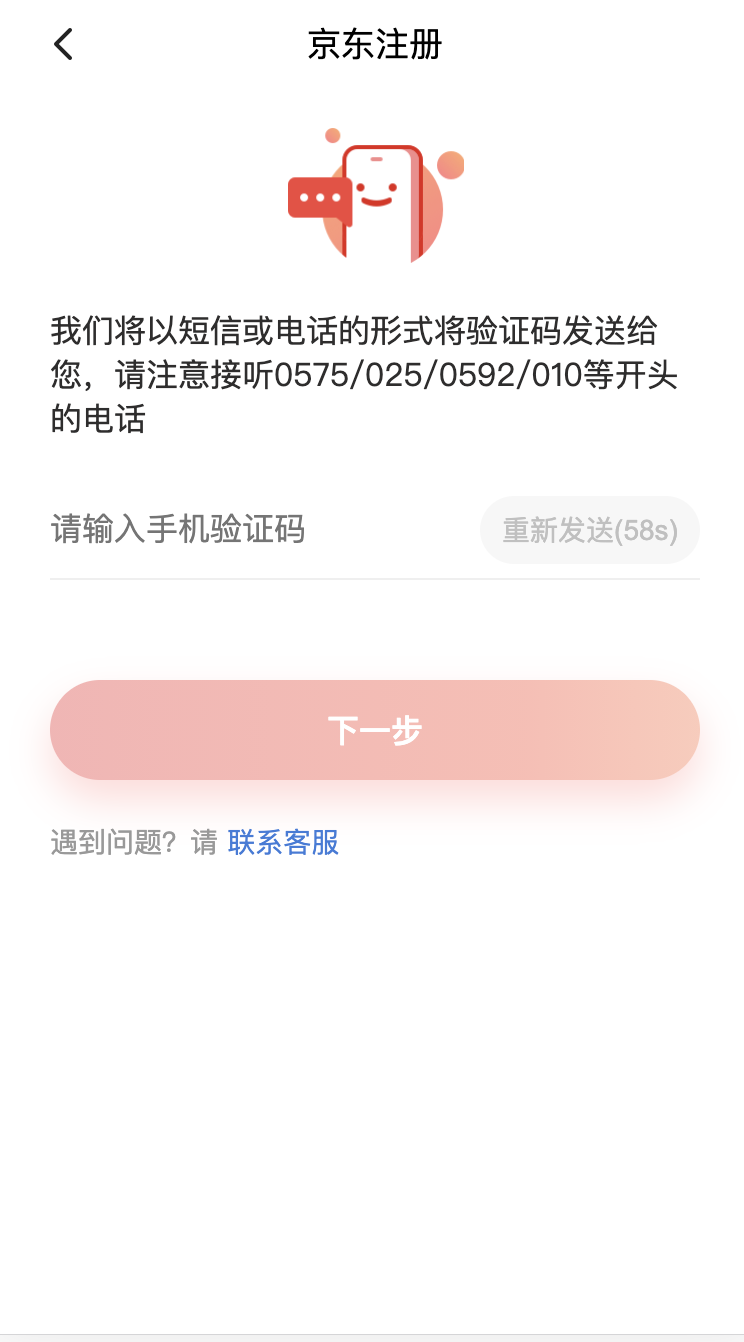 京东注册
我们将以短信或电话的形式将验证码发送给
您，请注意接听0575/025/0592/010等开头
的电话
请输入手机验证码
重新发送(58s)
下一步
遇到问题？请 联系客服